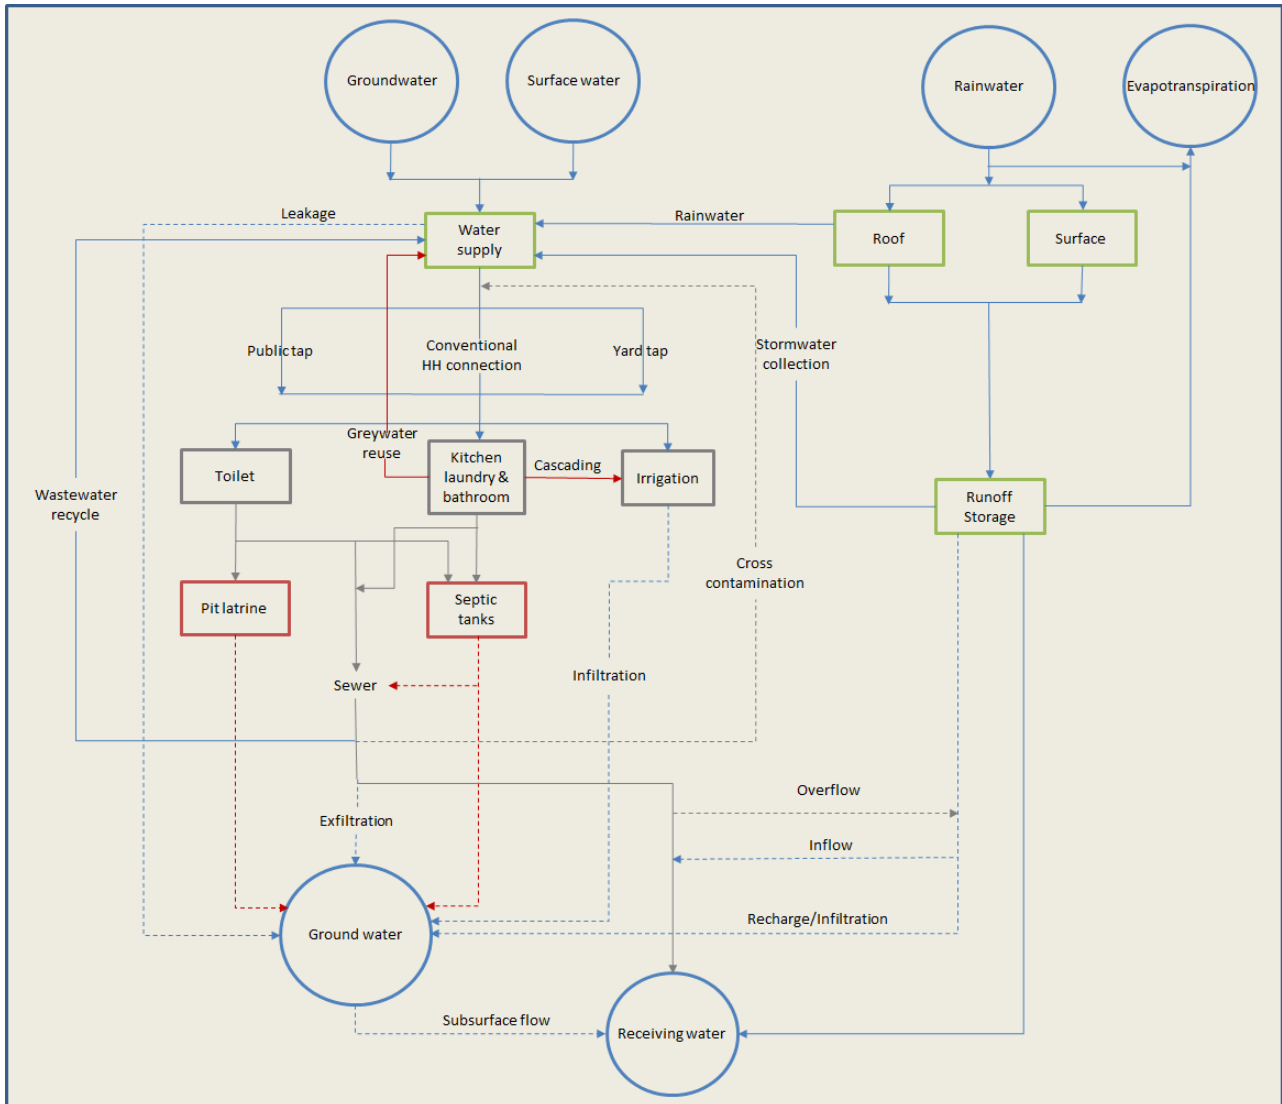 Groundwater
Surface water
Rainwater
Evapotranspiration
Leakage
Rainwater
Water
supply
Roof
Surface
Public tap
Conventional
HH connection
Yard tap
Stormwater
collection
Greywater
reuse
Toilet
Kitchen
laundry &
bathroom
Cascading
Irrigation
Wastewater
recycle
Runoff
Storage
Cross
contamination
Pit latrine
Septic
tanks
Sewer
Infiltration
Overflow
Exfiltration
Inflow
Recharge/Infiltration
Ground water
Subsurface flow
Receiving water